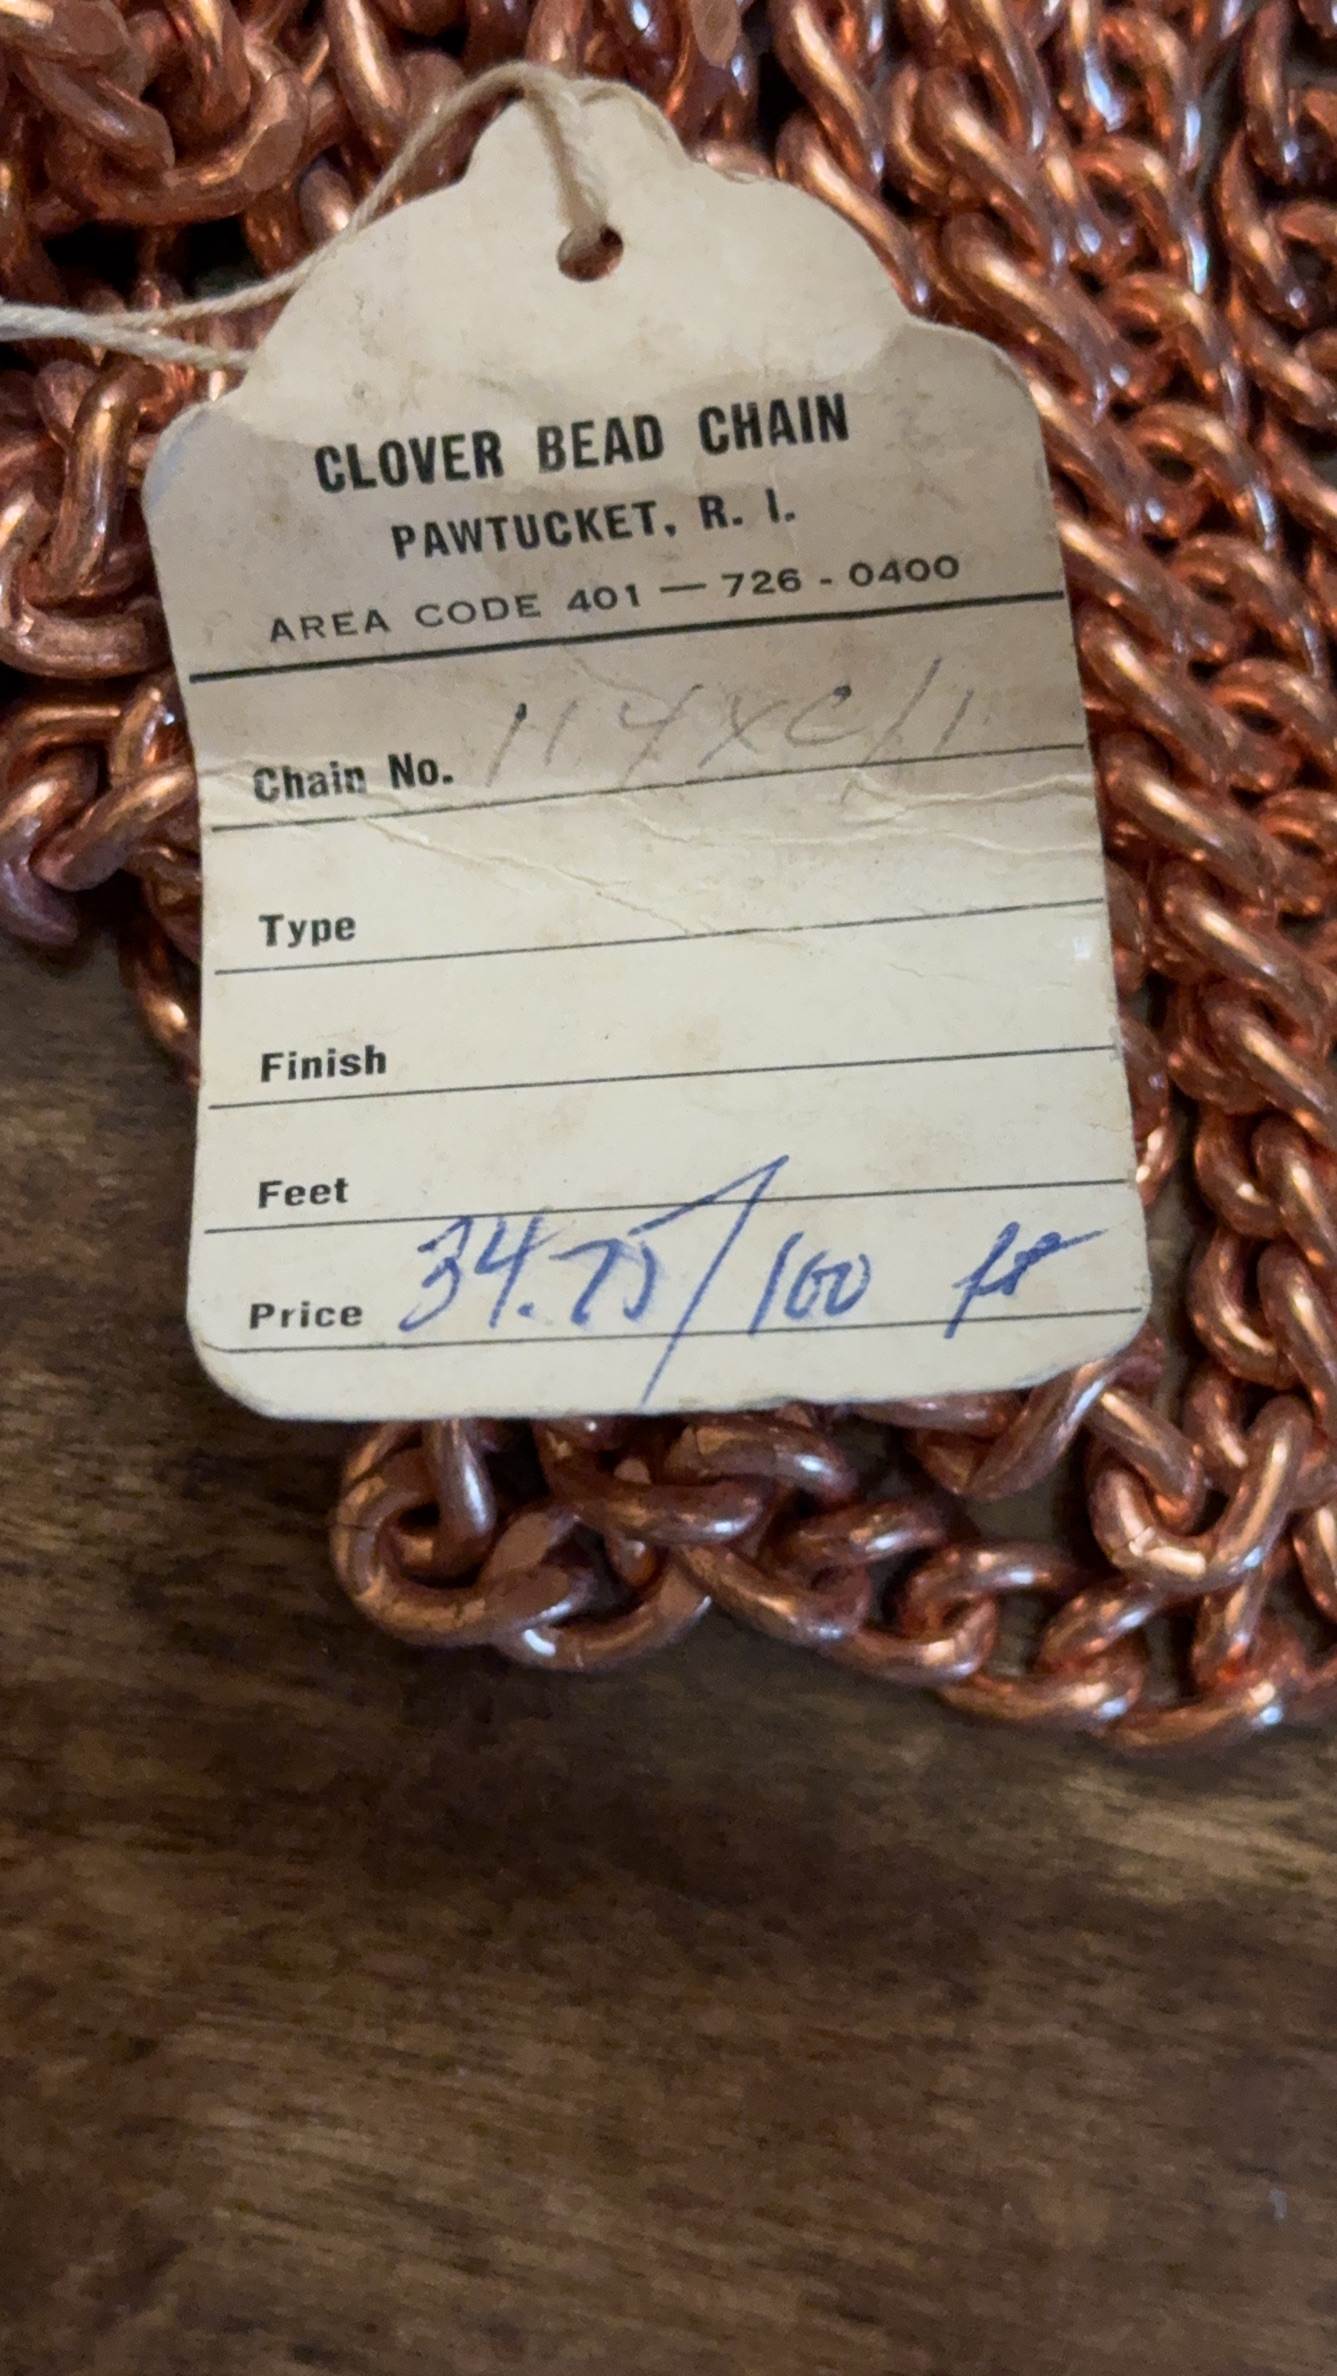 CLOVER BEAD CHAIN
PAWTUCKET, R. I.
AREA CODE 401 — 726 - 0400
Chain No. 114XC/1
Type
Finish
Feet
Price 34.75/100 ft